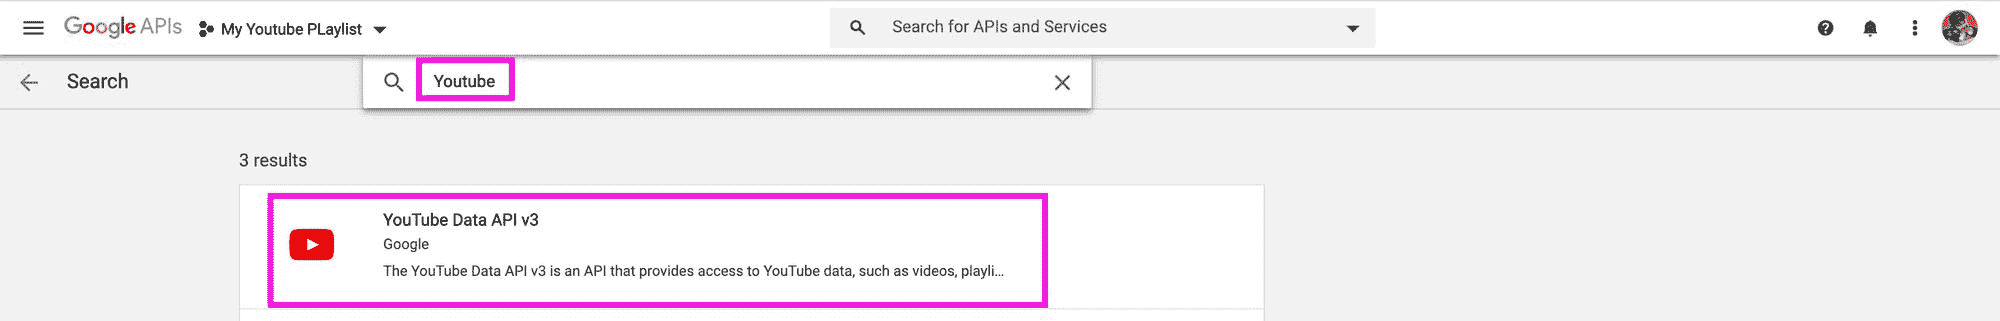 Google APIs My Youtube PLaylist Search for APIs and Services
Search Youtube
3 results
YouTube Data API v3
Google
The YouTube Data API v3 is an API that provides access to YouTube data, such as videos, playli...